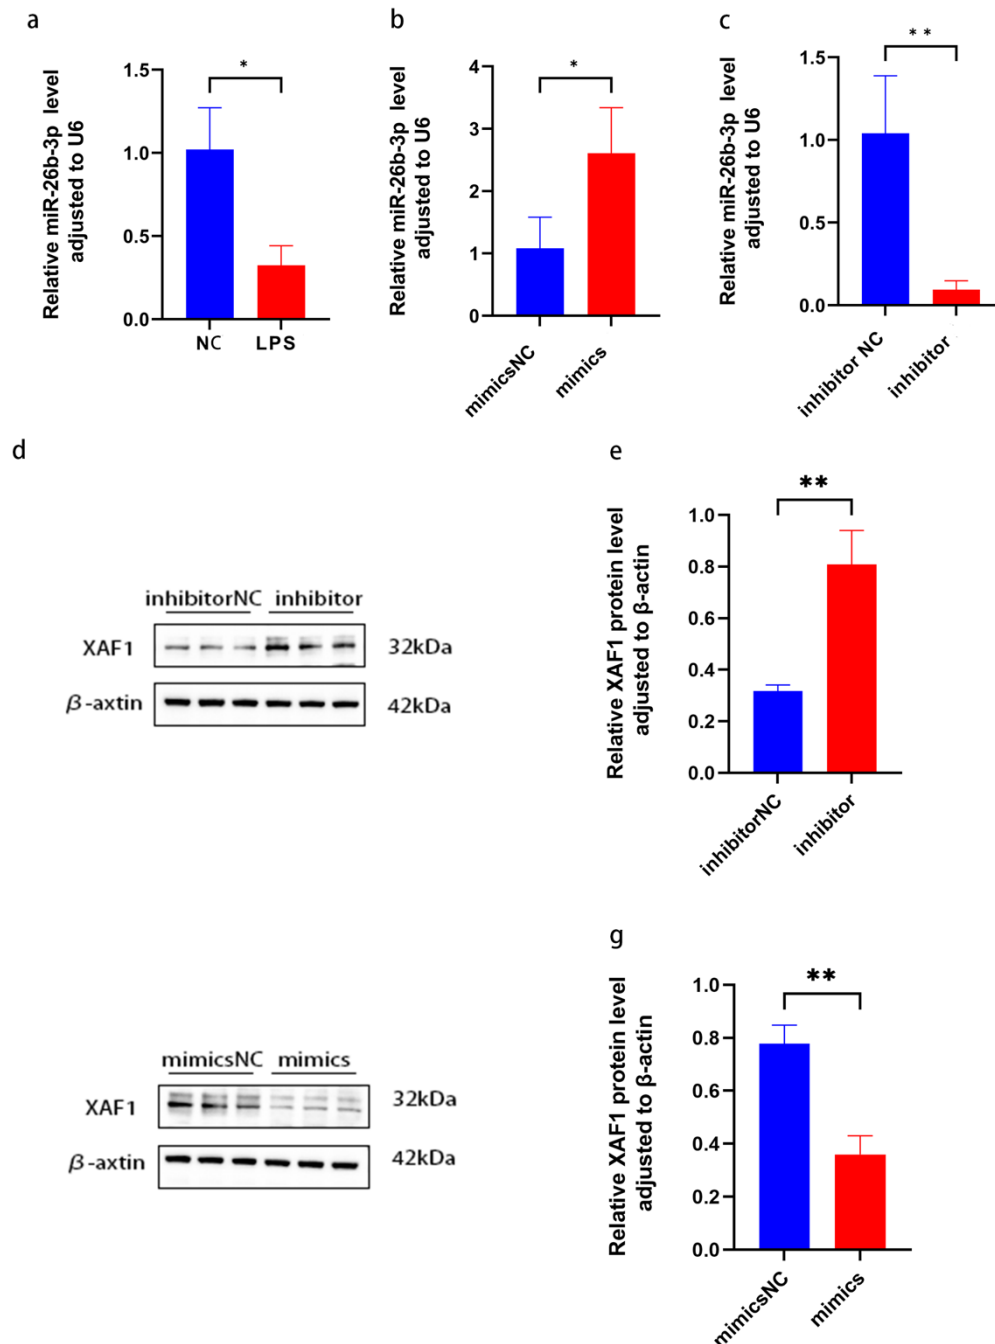 a
Relative miR-26b-3p level
adjusted to U6
1.5
1.0
0.5
0.0
*
NC LPS
b
Relative miR-26b-3p level
adjusted to U6
4
3
2
1
0
*
mimicsNC mimics
c
Relative miR-26b-3p level
adjusted to U6
1.5
1.0
0.5
0.0
**
inhibitor NC inhibitor
d
inhibitorNC inhibitor
XAF1 32kDa
β-axtin 42kDa
e
Relative XAF1 protein level
adjusted to β-actin
1.0
0.8
0.6
0.4
0.2
0.0
**
inhibitorNC inhibitor
mimicsNC mimics
XAF1 32kDa
β-axtin 42kDa
g
Relative XAF1 protein level
adjusted to β-actin
1.0
0.8
0.6
0.4
0.2
0.0
**
mimicsNC mimics